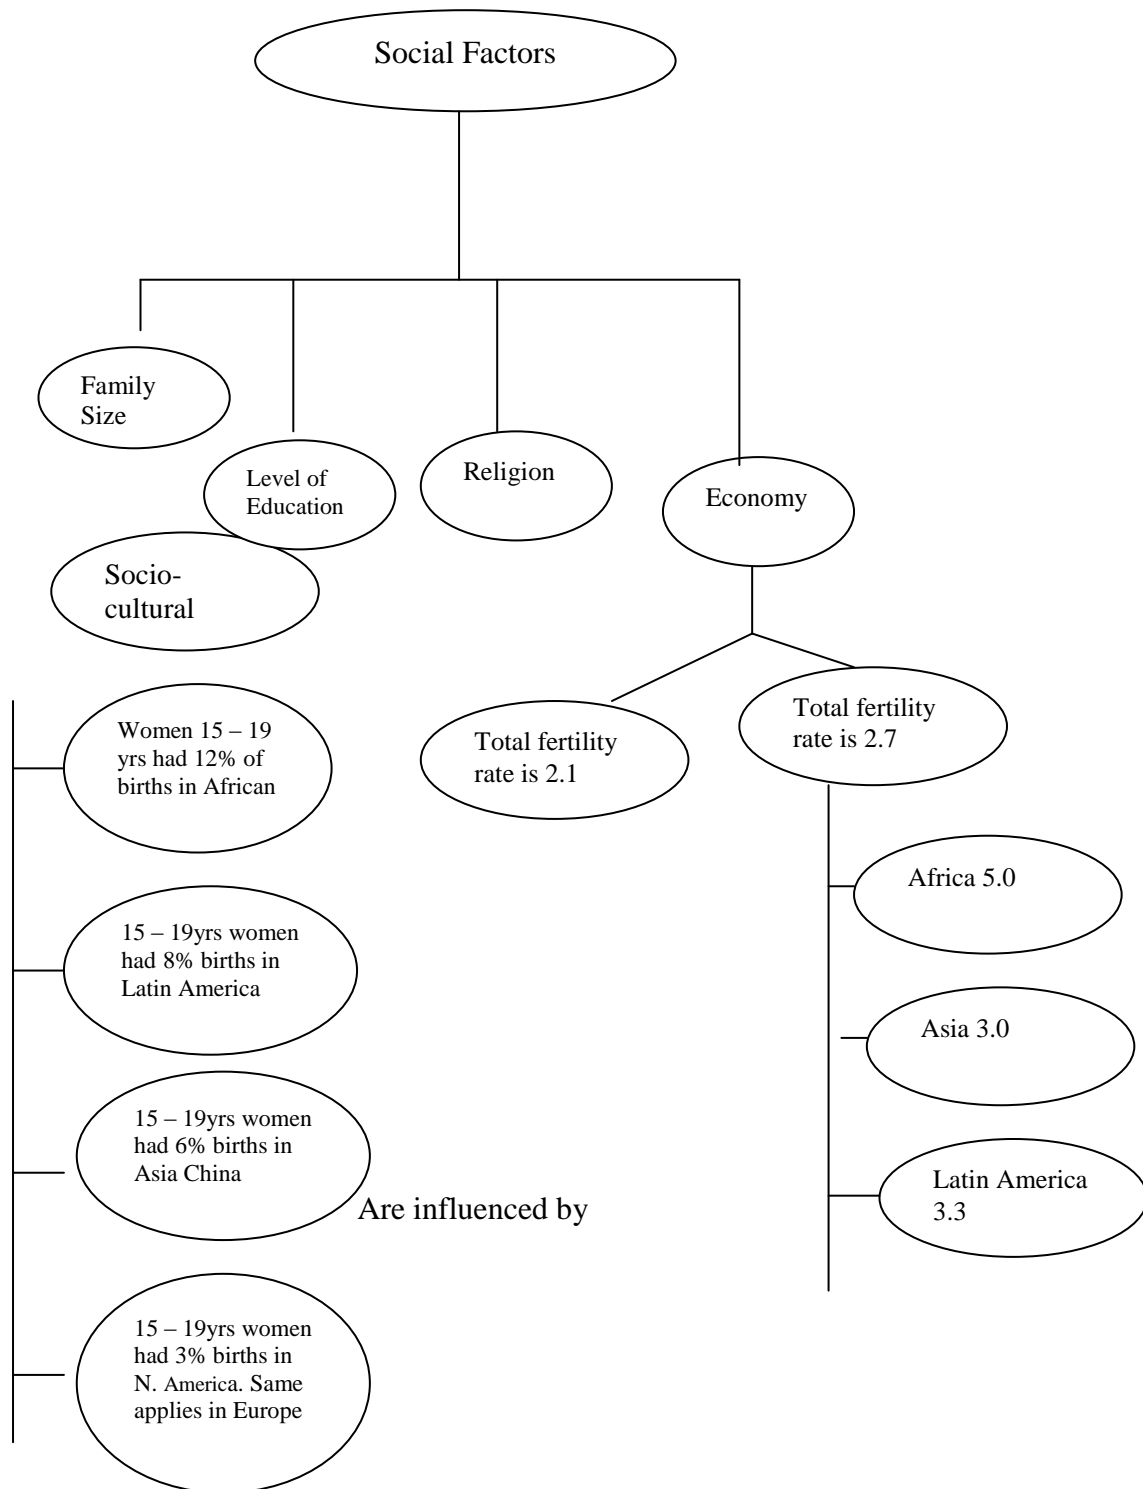 Social Factors
Family
Size
Level of
Education
Religion
Economy
Socio-
cultural
Women 15 – 19
yrs had 12% of
births in African
Total fertility
rate is 2.1
Total fertility
rate is 2.7
Africa 5.0
15 – 19yrs women
had 8% births in
Latin America
Asia 3.0
15 – 19yrs women
had 6% births in
Asia China
Are influenced by
Latin America
3.3
15 – 19yrs women
had 3% births in
N. America. Same
applies in Europe